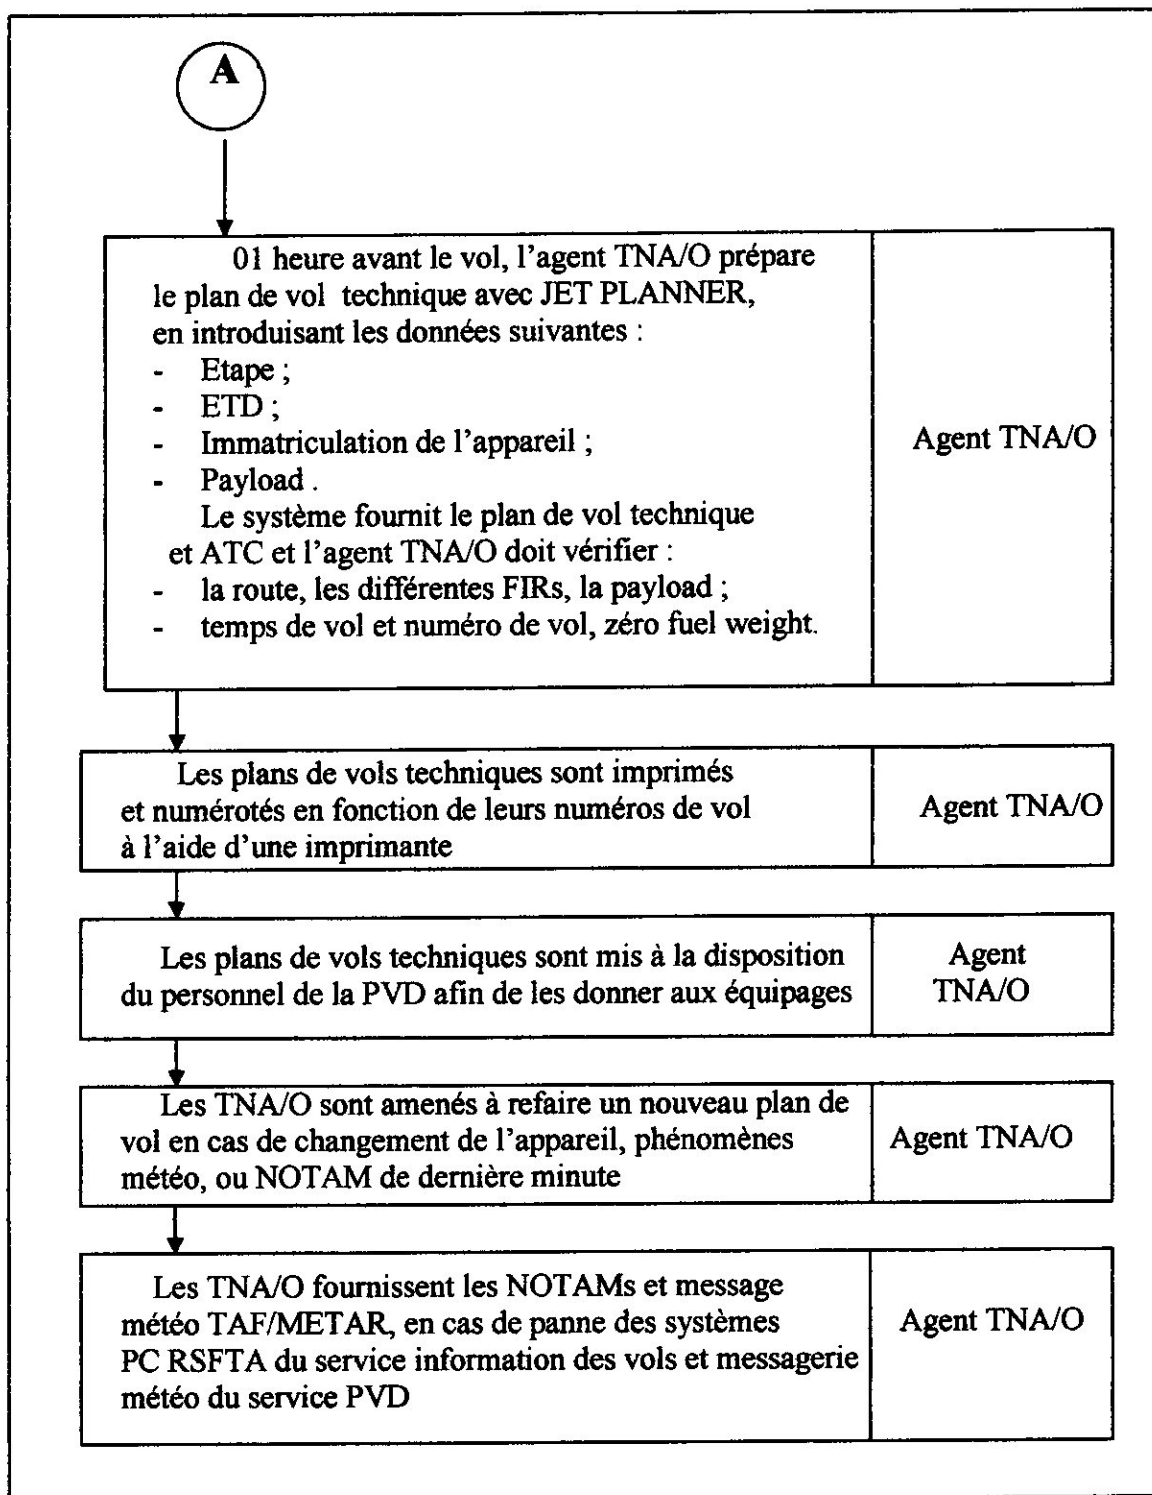 A
01 heure avant le vol, l’agent TNA/O prépare
le plan de vol technique avec JET PLANNER,
en introduisant les données suivantes :
- Etape ;
- ETD ;
- Immatriculation de l’appareil ;
- Payload .
Le système fournit le plan de vol technique
et ATC et l’agent TNA/O doit vérifier :
- la route, les différentes FIRs, la payload ;
- temps de vol et numéro de vol, zéro fuel weight.
Agent TNA/O
Les plans de vols techniques sont imprimés
et numérotés en fonction de leurs numéros de vol
à l’aide d’une imprimante
Agent TNA/O
Les plans de vols techniques sont mis à la disposition
du personnel de la PVD afin de les donner aux équipages
Agent
TNA/O
Les TNA/O sont amenés à refaire un nouveau plan de
vol en cas de changement de l’appareil, phénomènes
météo, ou NOTAM de dernière minute
Agent TNA/O
Les TNA/O fournissent les NOTAMs et message
météo TAF/METAR, en cas de panne des systèmes
PC RSFTA du service information des vols et messagerie
météo du service PVD
Agent TNA/O